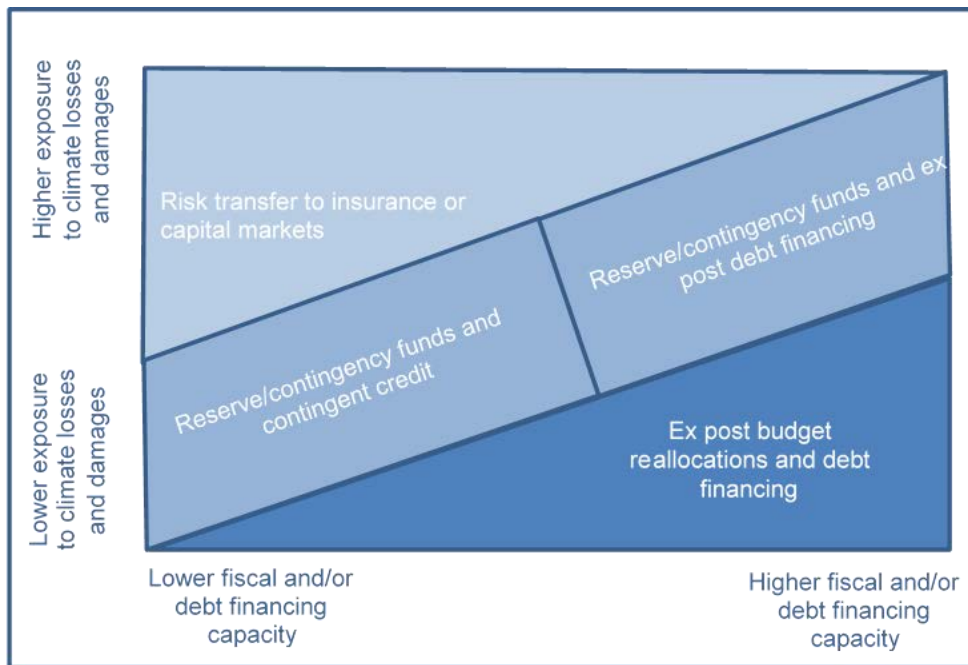 Higher exposure
to climate losses
and damages
Lower exposure
to climate losses
and damages
Risk transfer to insurance or
capital markets
Reserve/contingency funds and
contingent credit
Reserve/contingency funds and ex
post debt financing
Ex post budget
reallocations and debt
financing
Lower fiscal and/or
debt financing
capacity
Higher fiscal and/or
debt financing
capacity